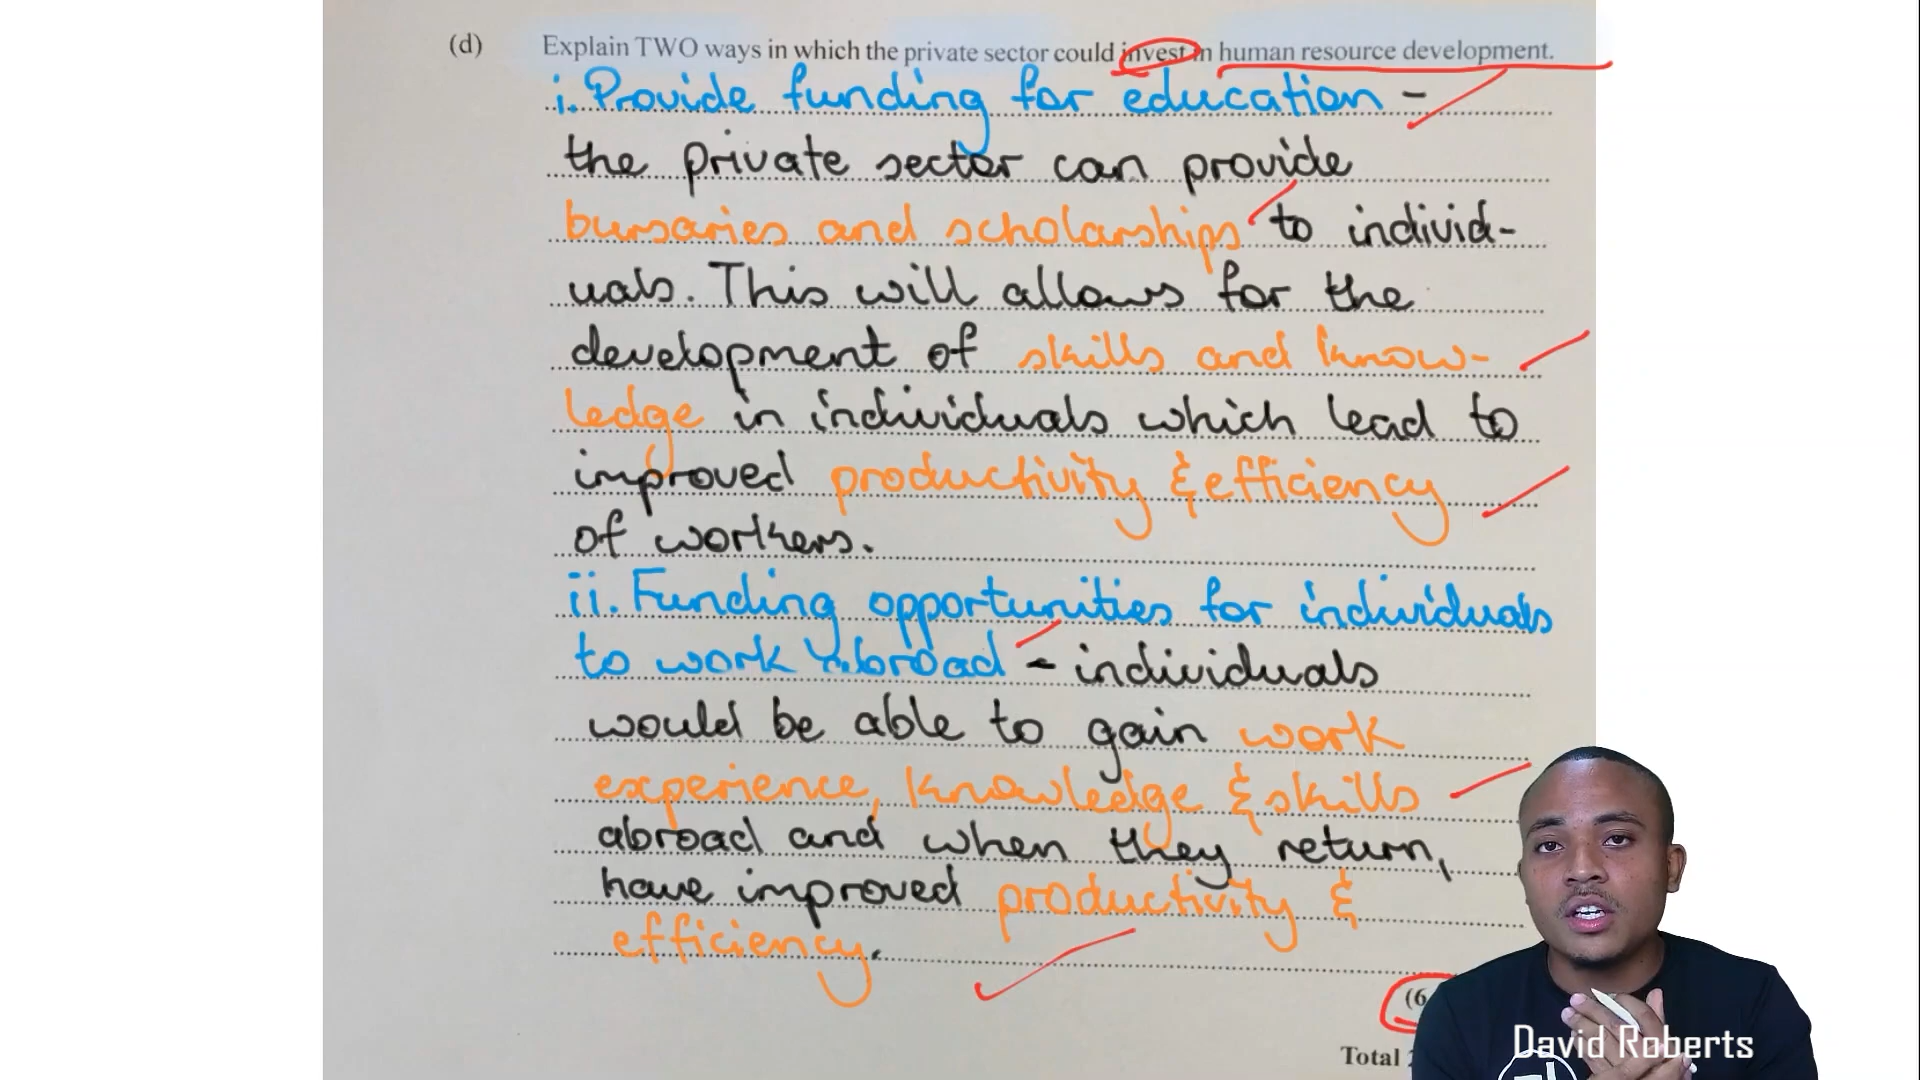 (d) Explain TWO ways in which the private sector could invest in human resource development.
i. Provide funding for education -
the private sector can provide
bursaries and scholarships to individ-
uals. This will allows for the
development of skills and know-
ledge in individuals which lead to
improved productivity & efficiency
of workers.
ii. Funding opportunities for individuals
to work abroad - individuals
would be able to gain work
experience, knowledge & skills
abroad and when they return,
have improved productivity &
efficiency.
(6
Total
David Roberts